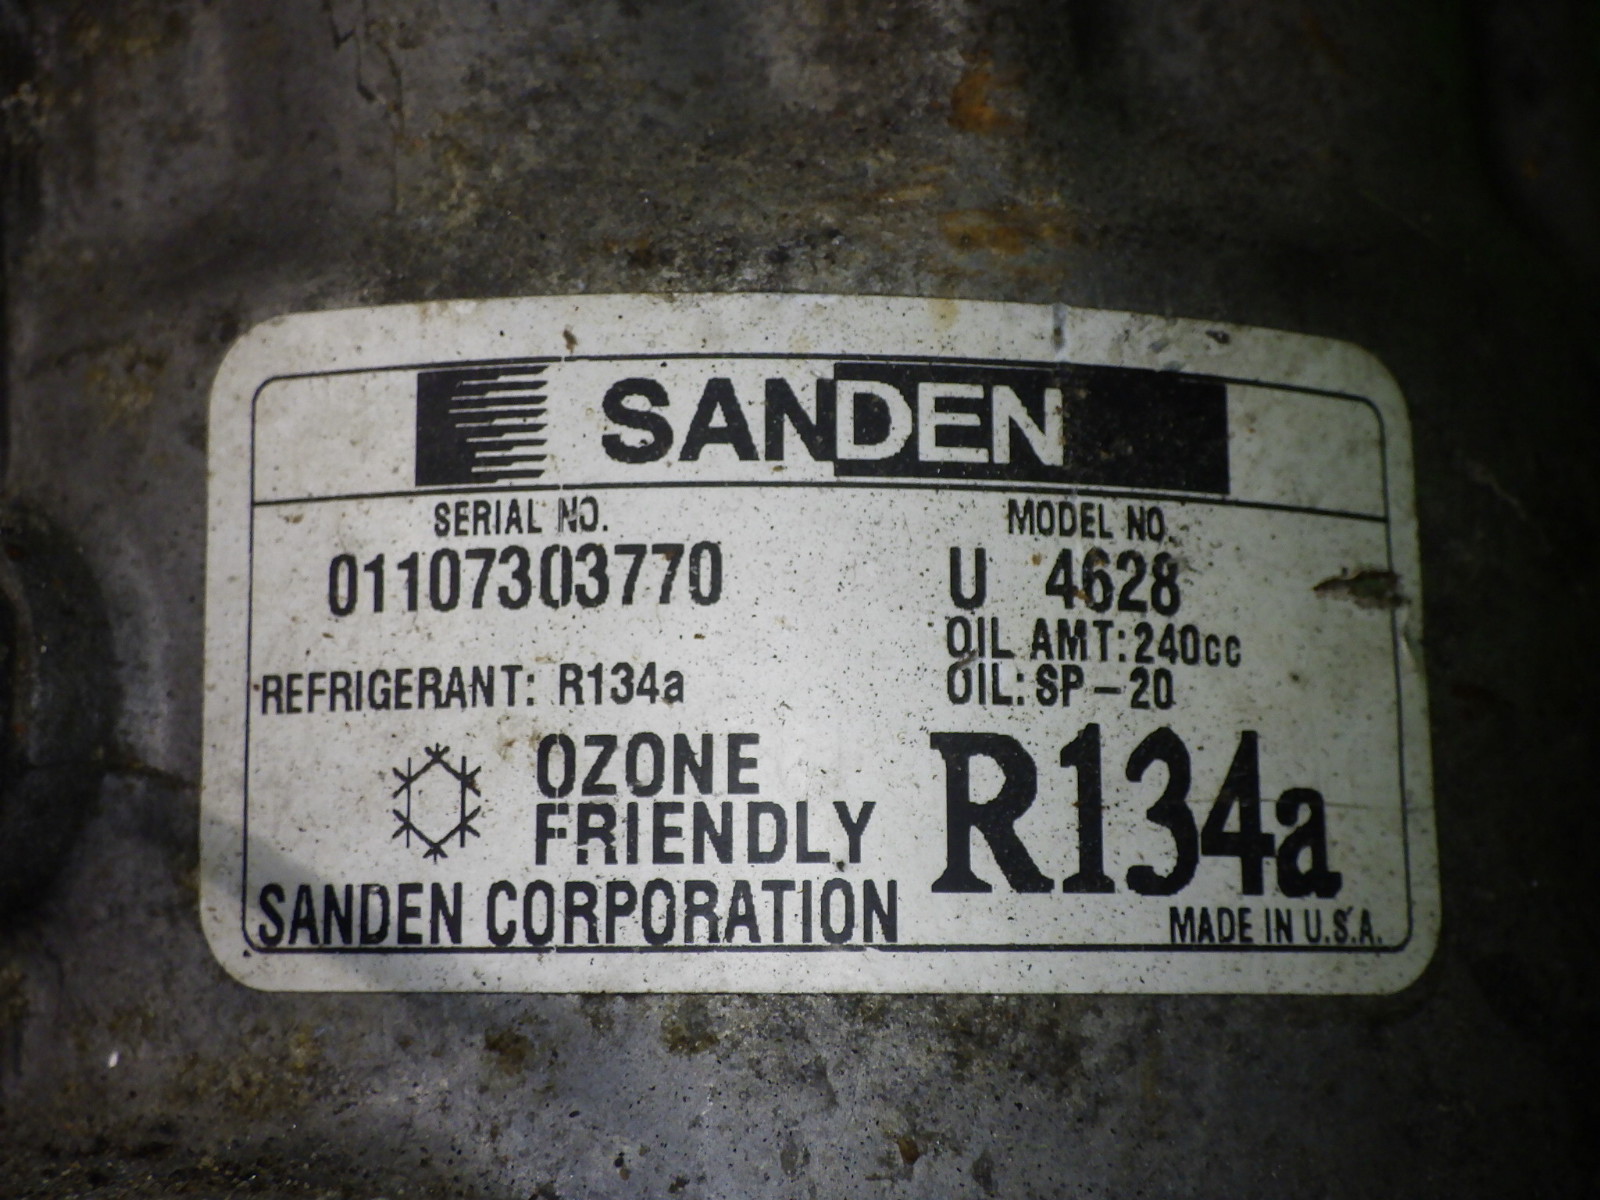 SANDEN
SERIAL NO.
01107303770
MODEL NO.
U 4628
OIL AMT: 240cc
OIL: SP-20
REFRIGERANT: R134a
OZONE
FRIENDLY
R134a
SANDEN CORPORATION
MADE IN U.S.A.